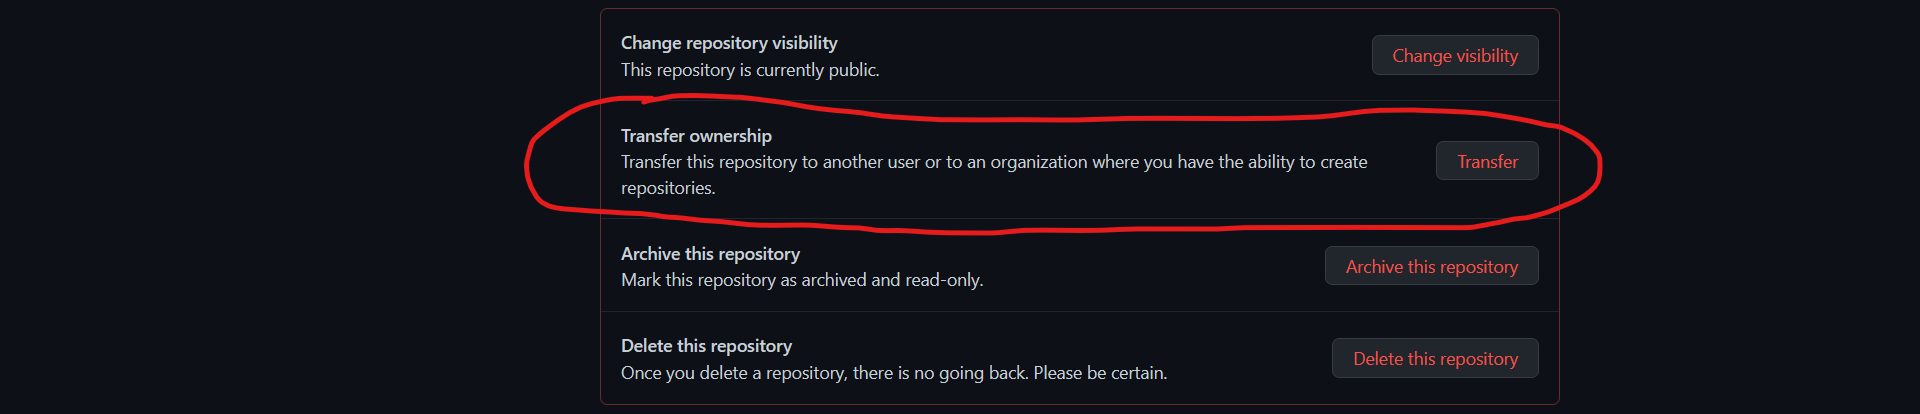 Change repository visibility
This repository is currently public.
Change visibility
Transfer ownership
Transfer this repository to another user or to an organization where you have the ability to create
repositories.
Transfer
Archive this repository
Mark this repository as archived and read-only.
Archive this repository
Delete this repository
Once you delete a repository, there is no going back. Please be certain.
Delete this repository